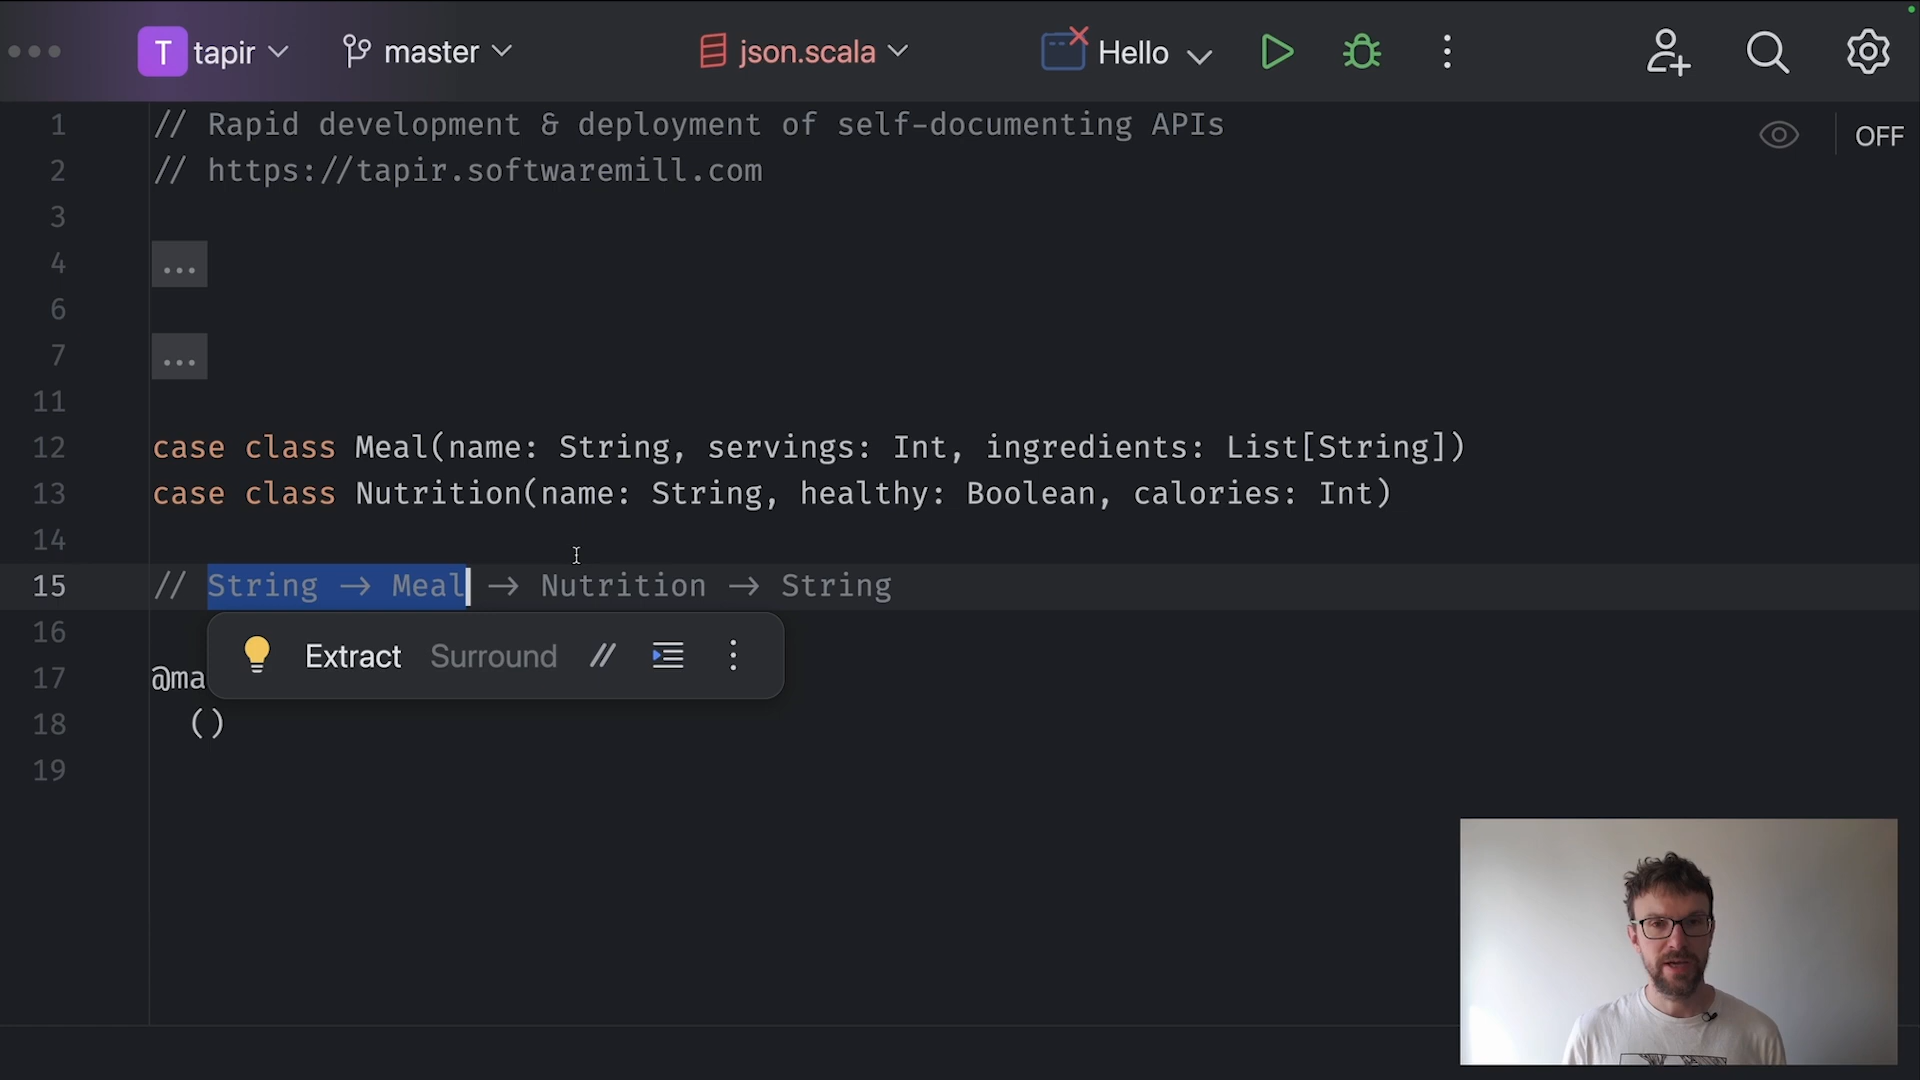 T tapir master json.scala Hello
1 // Rapid development & deployment of self-documenting APIs
OFF
2 // https://tapir.softwaremill.com
3
4 ...
6
7 ...
11
12 case class Meal(name: String, servings: Int, ingredients: List[String])
13 case class Nutrition(name: String, healthy: Boolean, calories: Int)
14
15 // String → Meal → Nutrition → String
16
Extract Surround //
17 @ma
18 ()
19